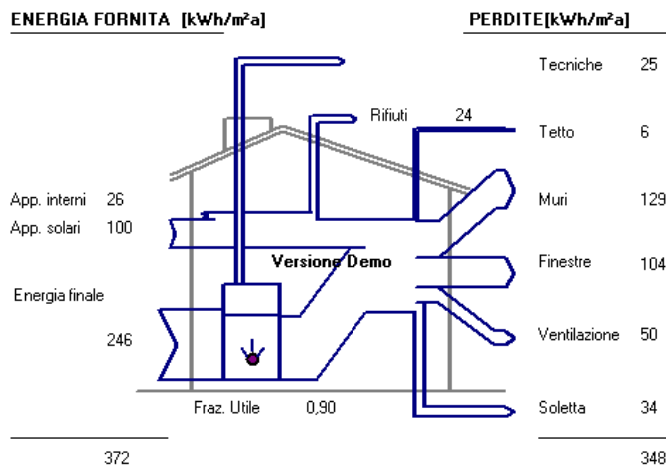 ENERGIA FORNITA [kWh/m²a]
PERDITE[kWh/m²a]
Tecniche 25
Rifiuti 24
Tetto 6
App. interni 26
Muri 129
App. solari 100
Versione Demo
Finestre 104
Energia finale
246
Ventilazione 50
Fraz. Utile 0,90
Soletta 34
372
348